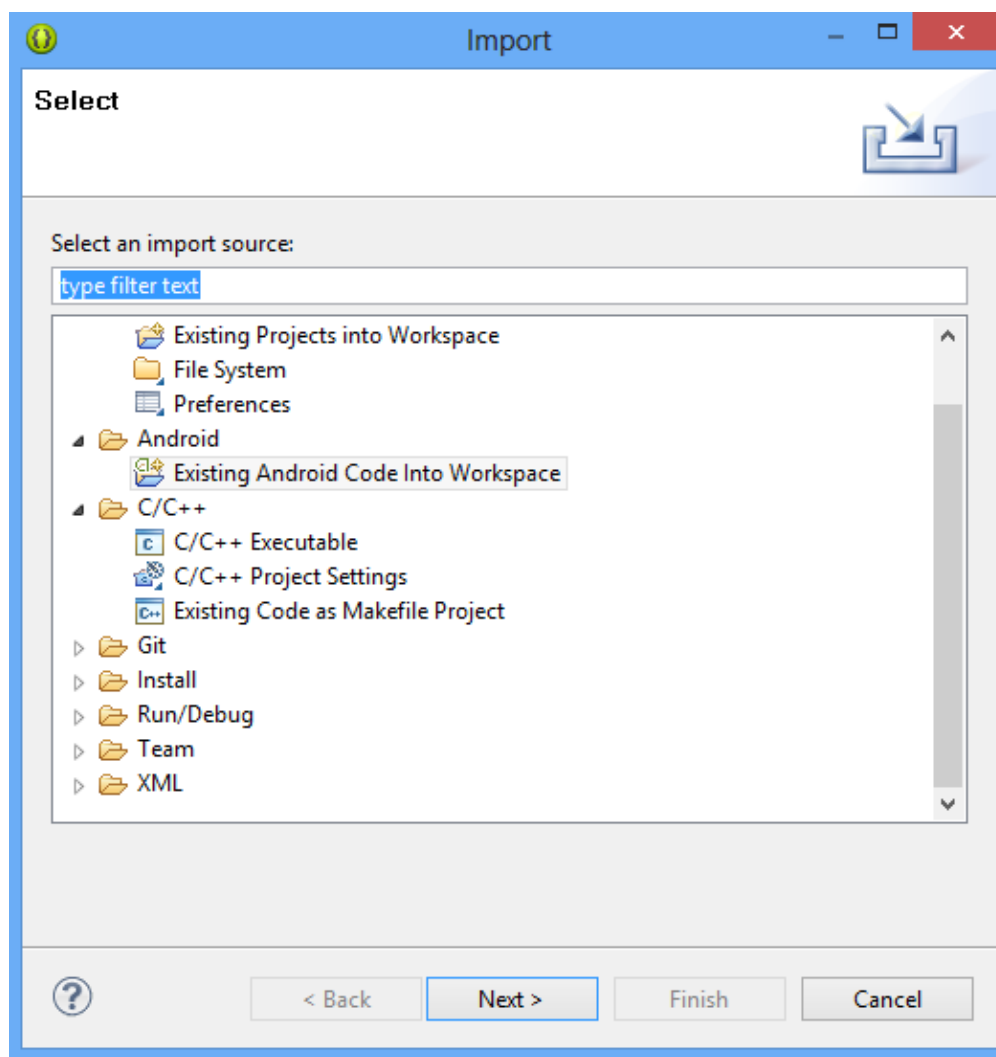 Import
Select
Select an import source:
type filter text
Existing Projects into Workspace
File System
Preferences
Android
Existing Android Code Into Workspace
C/C++
C/C++ Executable
C/C++ Project Settings
Existing Code as Makefile Project
Git
Install
Run/Debug
Team
XML
< Back Next > Finish Cancel